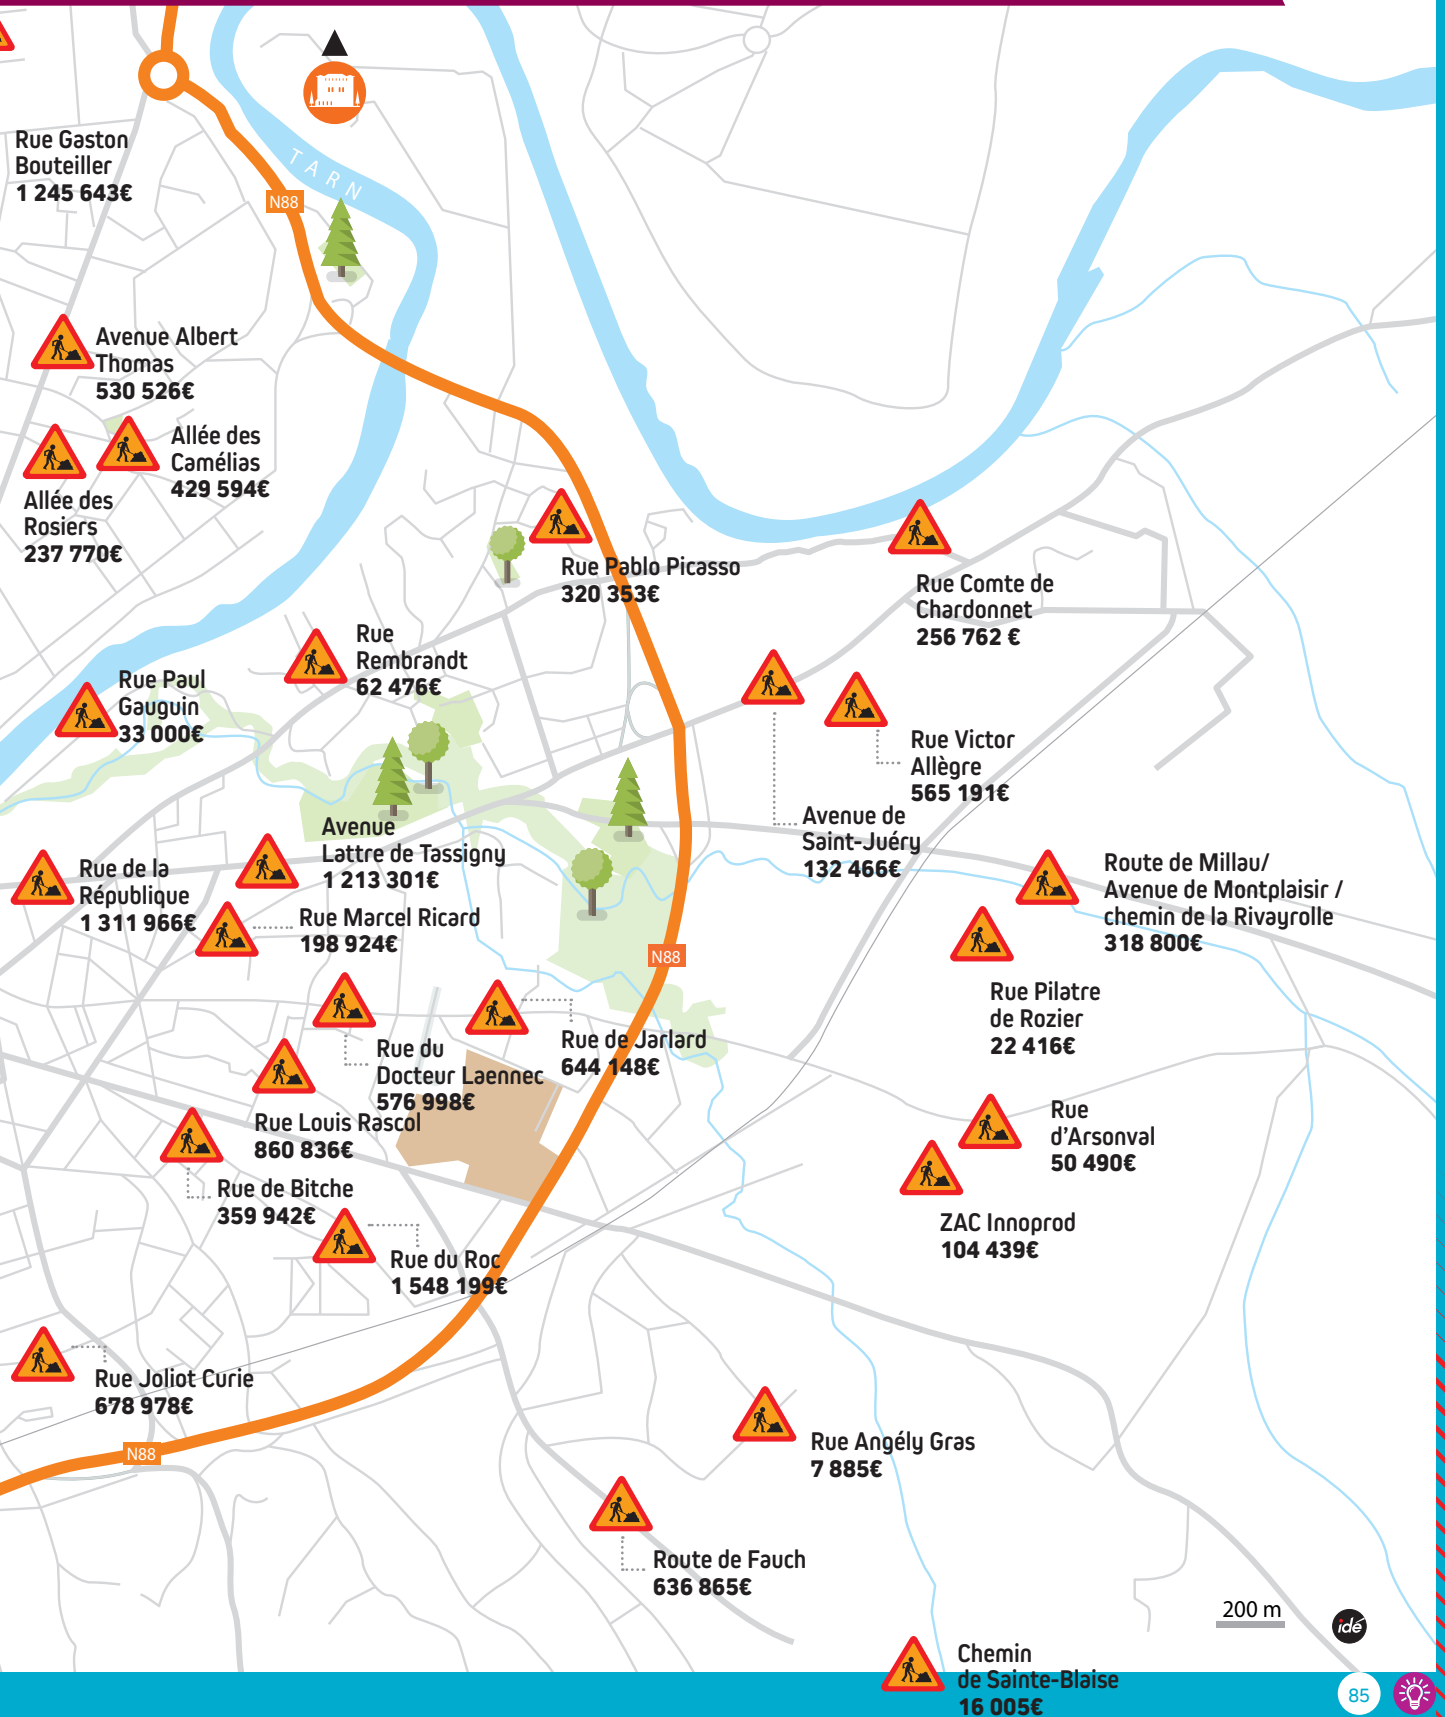 Rue Gaston
Bouteiller
1 245 643€
TARN
N88
Avenue Albert
Thomas
530 526€
Allée des
Camélias
429 594€
Allée des
Rosiers
237 770€
Rue Pablo Picasso
320 353€
Rue Comte de
Chardonnet
256 762 €
Rue
Rembrandt
62 476€
Rue Paul
Gauguin
33 000€
Rue Victor
Allègre
565 191€
Avenue de
Saint-Juéry
132 466€
Avenue
Lattre de Tassigny
1 213 301€
Rue de la
République
1 311 966€
Route de Millau/
Avenue de Montplaisir /
chemin de la Rivayrolle
318 800€
Rue Marcel Ricard
198 924€
N88
Rue Pilatre
de Rozier
22 416€
Rue de Jarlard
644 148€
Rue du
Docteur Laennec
576 998€
Rue Louis Rascol
860 836€
Rue
d'Arsonval
50 490€
Rue de Bitche
359 942€
ZAC Innoprod
104 439€
Rue du Roc
1 548 199€
Rue Joliot Curie
678 978€
N88
Rue Angély Gras
7 885€
Route de Fauch
636 865€
200 m
idé
Chemin
de Sainte-Blaise
16 005€
85